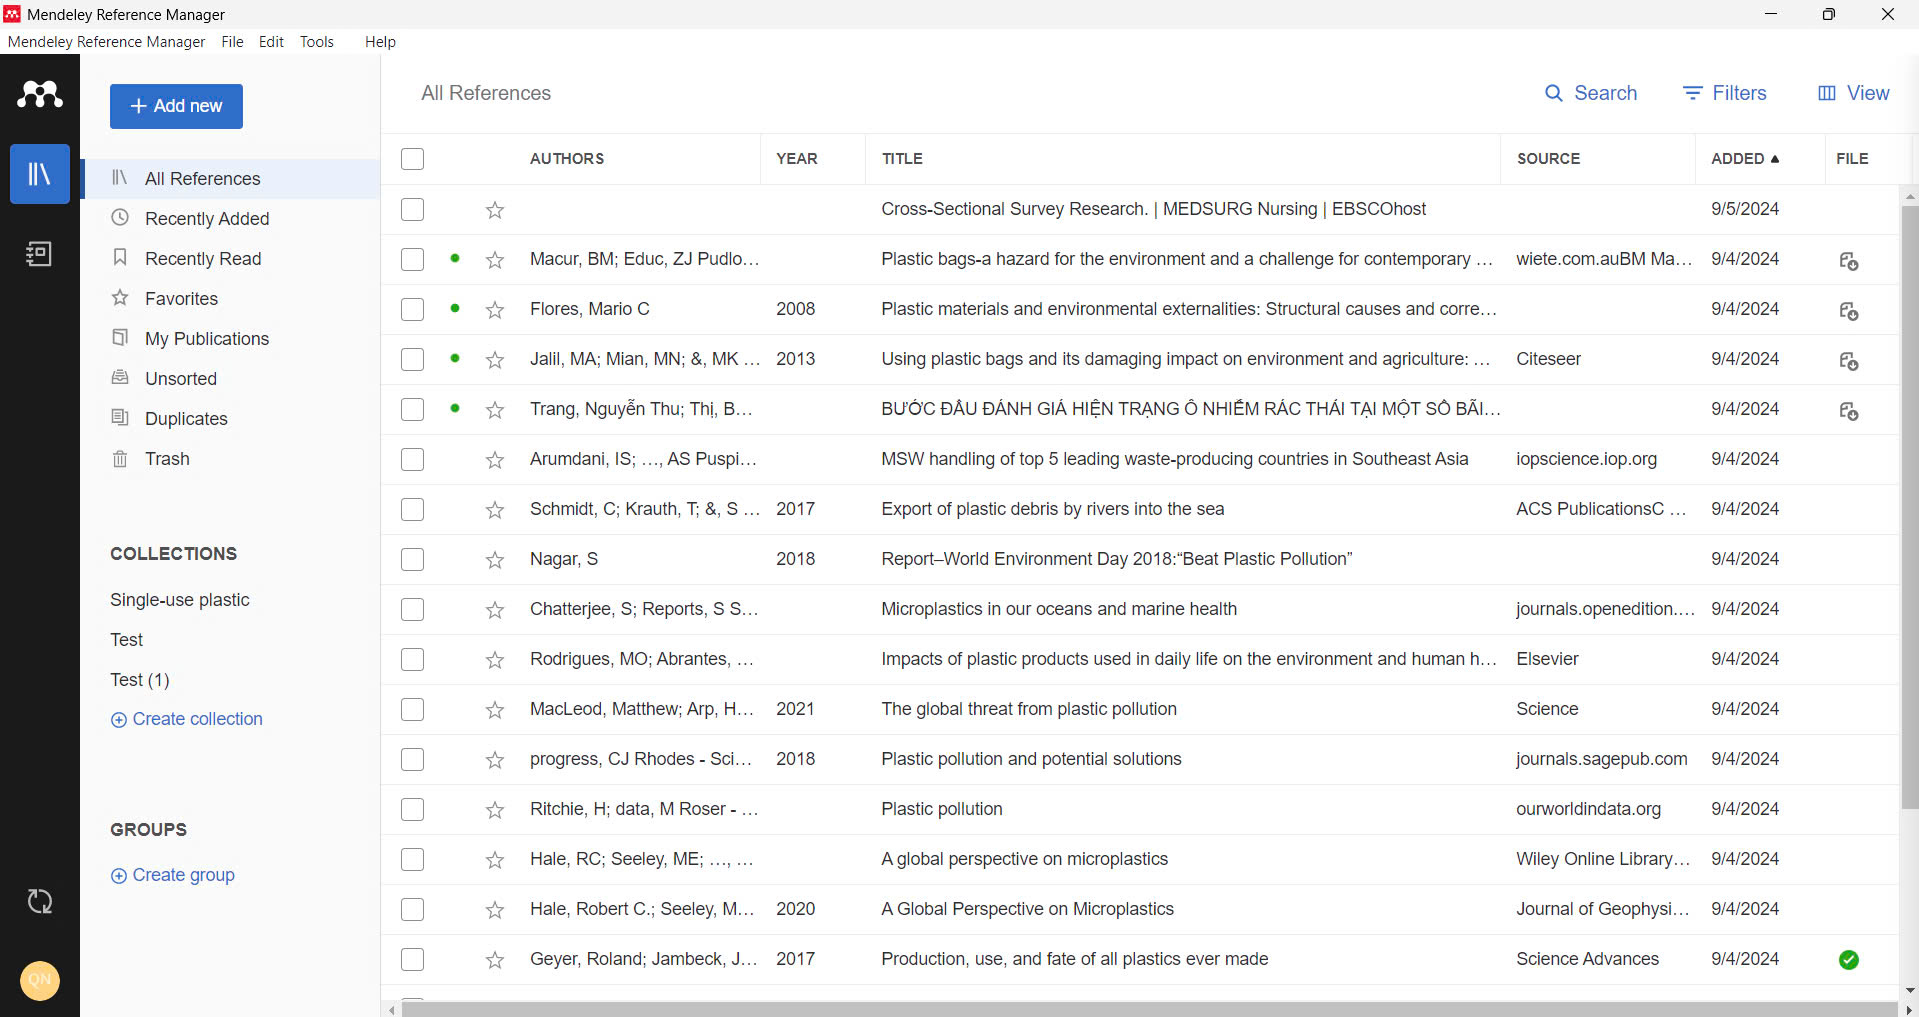 Mendeley Reference Manager
Mendeley Reference Manager File Edit Tools Help
+ Add new
All References
Recently Added
Recently Read
Favorites
My Publications
Unsorted
Duplicates
Trash
COLLECTIONS
Single-use plastic
Test
Test (1)
Create collection
GROUPS
Create group
QN
All References Search Filters View
AUTHORS YEAR TITLE SOURCE ADDED FILE
Cross-Sectional Survey Research. | MEDSURG Nursing | EBSCOhost 9/5/2024
Macur, BM; Educ, ZJ Pudlo... Plastic bags-a hazard for the environment and a challenge for contemporary ... wiete.com.auBM Ma... 9/4/2024
Flores, Mario C 2008 Plastic materials and environmental externalities: Structural causes and corre... 9/4/2024
Jalil, MA; Mian, MN; &, MK ... 2013 Using plastic bags and its damaging impact on environment and agriculture: ... Citeseer 9/4/2024
Trang, Nguyễn Thu; Thị, B... BƯỚC ĐẦU ĐÁNH GIÁ HIỆN TRẠNG Ô NHIỄM RÁC THẢI TẠI MỘT SỐ BÃI... 9/4/2024
Arumdani, IS; ..., AS Puspi... MSW handling of top 5 leading waste-producing countries in Southeast Asia iopscience.iop.org 9/4/2024
Schmidt, C; Krauth, T; &, S ... 2017 Export of plastic debris by rivers into the sea ACS PublicationsC ... 9/4/2024
Nagar, S 2018 Report–World Environment Day 2018:“Beat Plastic Pollution” 9/4/2024
Chatterjee, S; Reports, S S... Microplastics in our oceans and marine health journals.openedition.... 9/4/2024
Rodrigues, MO; Abrantes, ... Impacts of plastic products used in daily life on the environment and human h... Elsevier 9/4/2024
MacLeod, Matthew; Arp, H... 2021 The global threat from plastic pollution Science 9/4/2024
progress, CJ Rhodes - Sci... 2018 Plastic pollution and potential solutions journals.sagepub.com 9/4/2024
Ritchie, H; data, M Roser - ... Plastic pollution ourworldindata.org 9/4/2024
Hale, RC; Seeley, ME; ..., ... A global perspective on microplastics Wiley Online Library... 9/4/2024
Hale, Robert C.; Seeley, M... 2020 A Global Perspective on Microplastics Journal of Geophysi... 9/4/2024
Geyer, Roland; Jambeck, J... 2017 Production, use, and fate of all plastics ever made Science Advances 9/4/2024